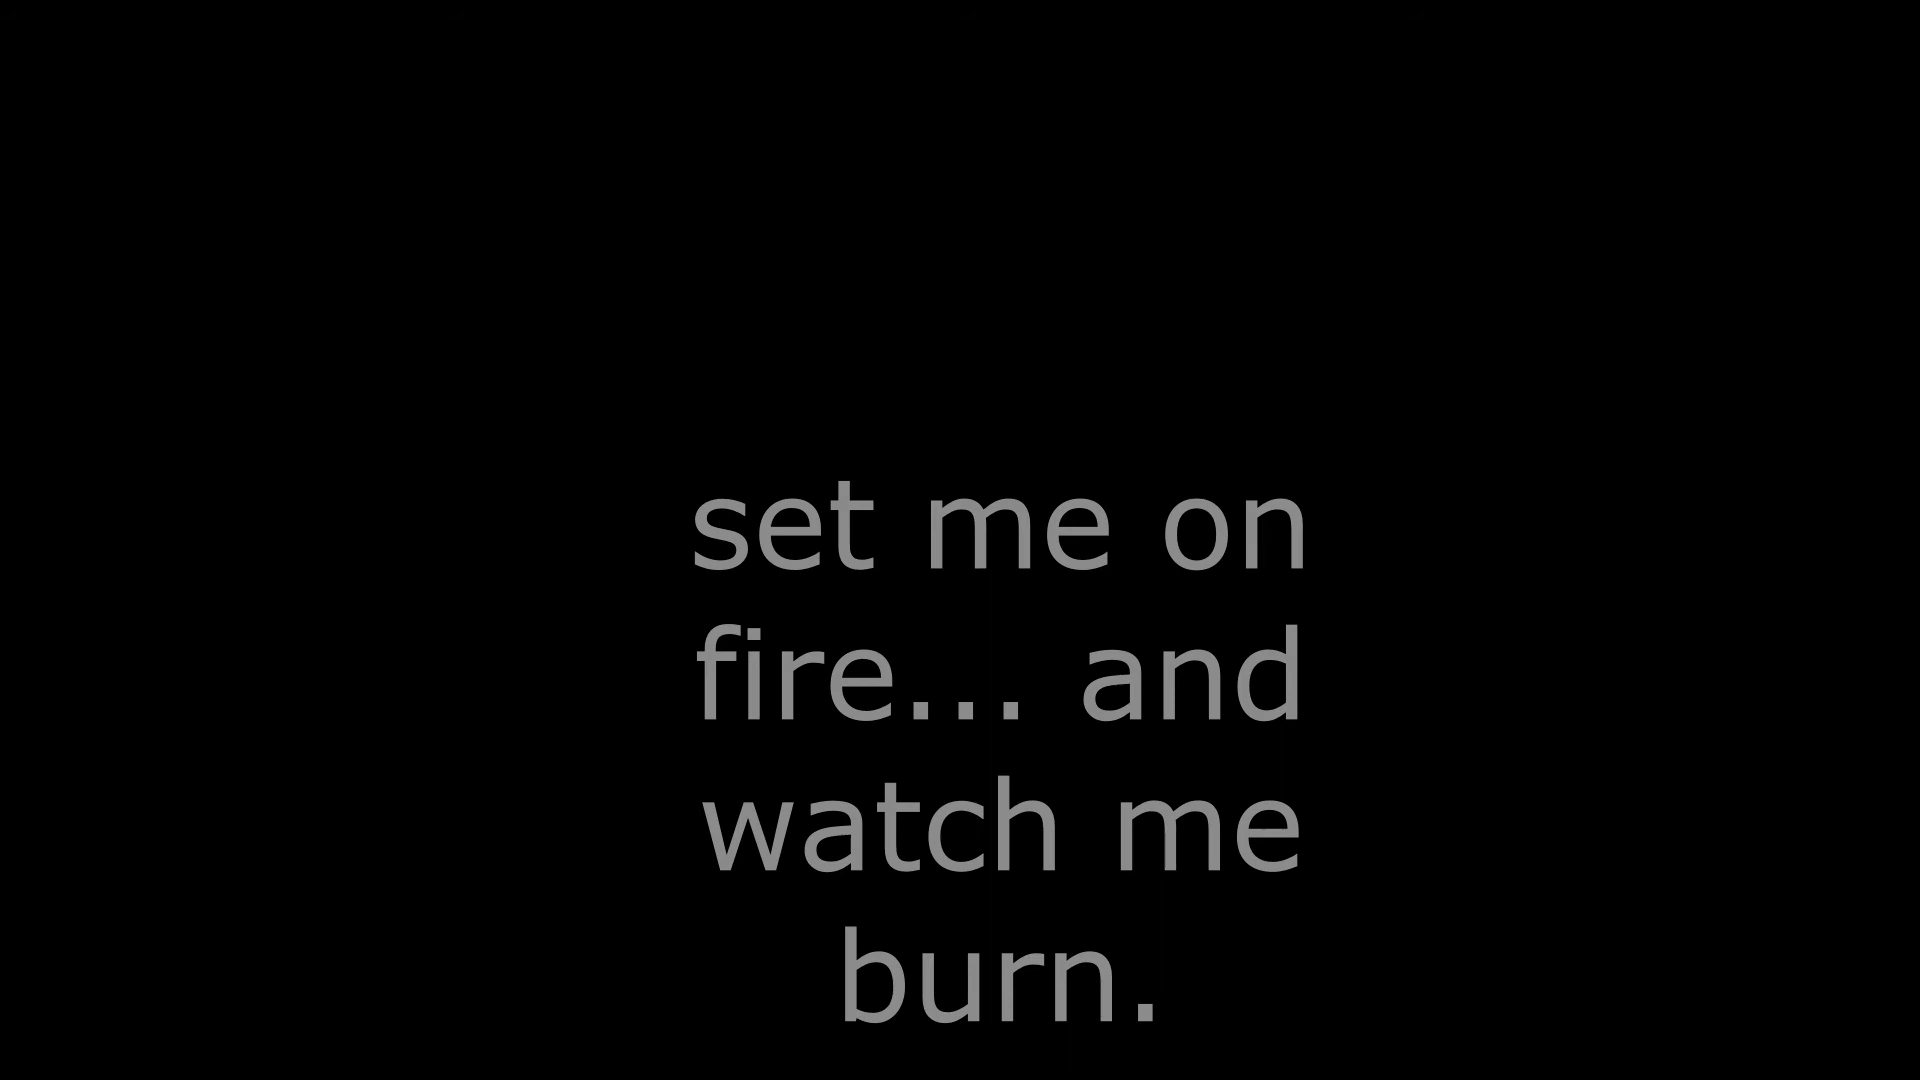 set me on
fire... and
watch me
burn.